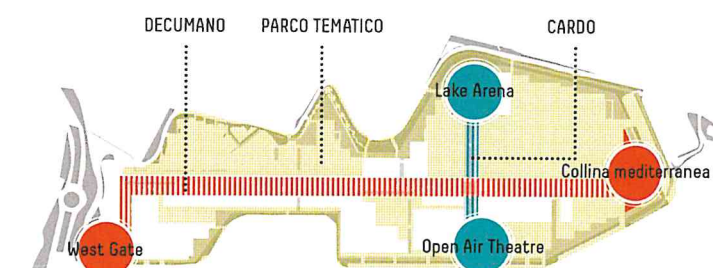 DECUMANO
PARCO TEMATICO
CARDO
Lake Arena
Collina mediterranea
West Gate
Open Air Theatre